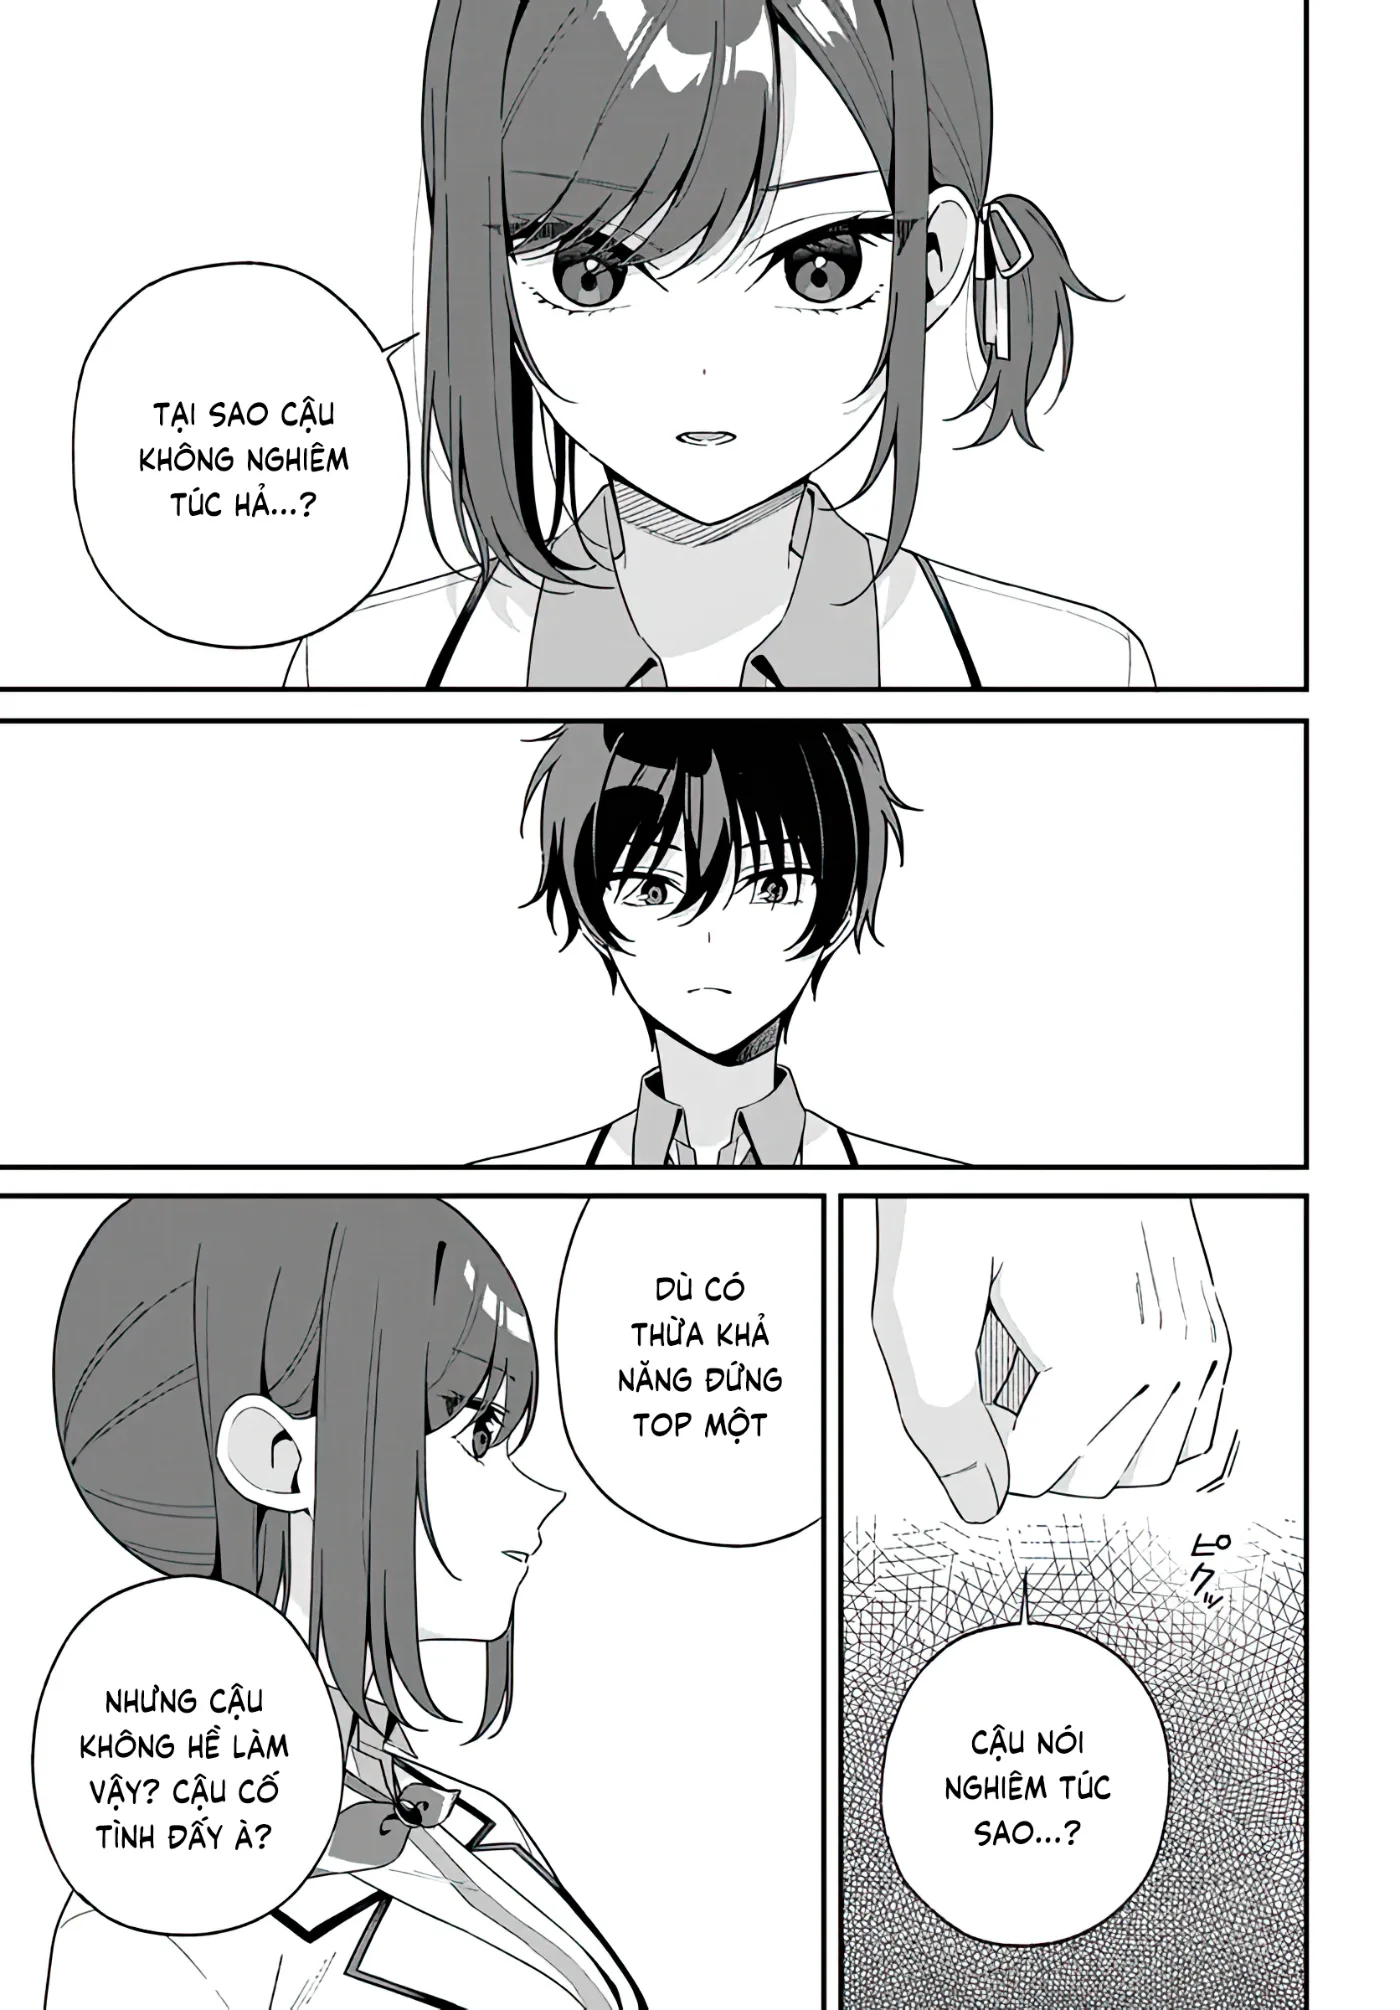 TẠI SAO CẬU
KHÔNG NGHIÊM
TÚC HẢ...?
ピクッ
CẬU NÓI
NGHIÊM TÚC
SAO...?
DÙ CÓ
THỪA KHẢ
NĂNG ĐỨNG
TOP MỘT
NHƯNG CẬU
KHÔNG HỀ LÀM
VẬY? CẬU CỐ
TÌNH ĐẤY À?